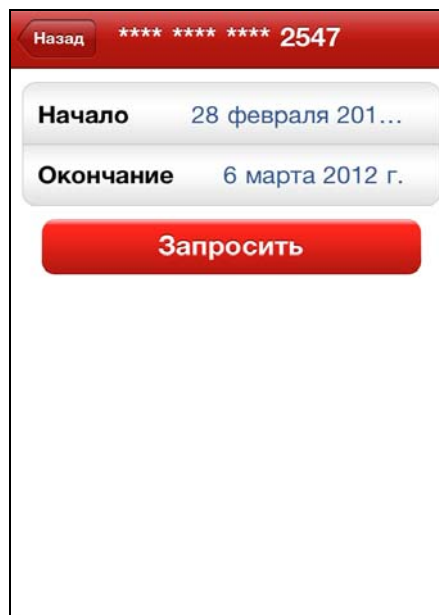 Назад **** **** **** 2547
Начало 28 февраля 201...
Окончание 6 марта 2012 г.
Запросить